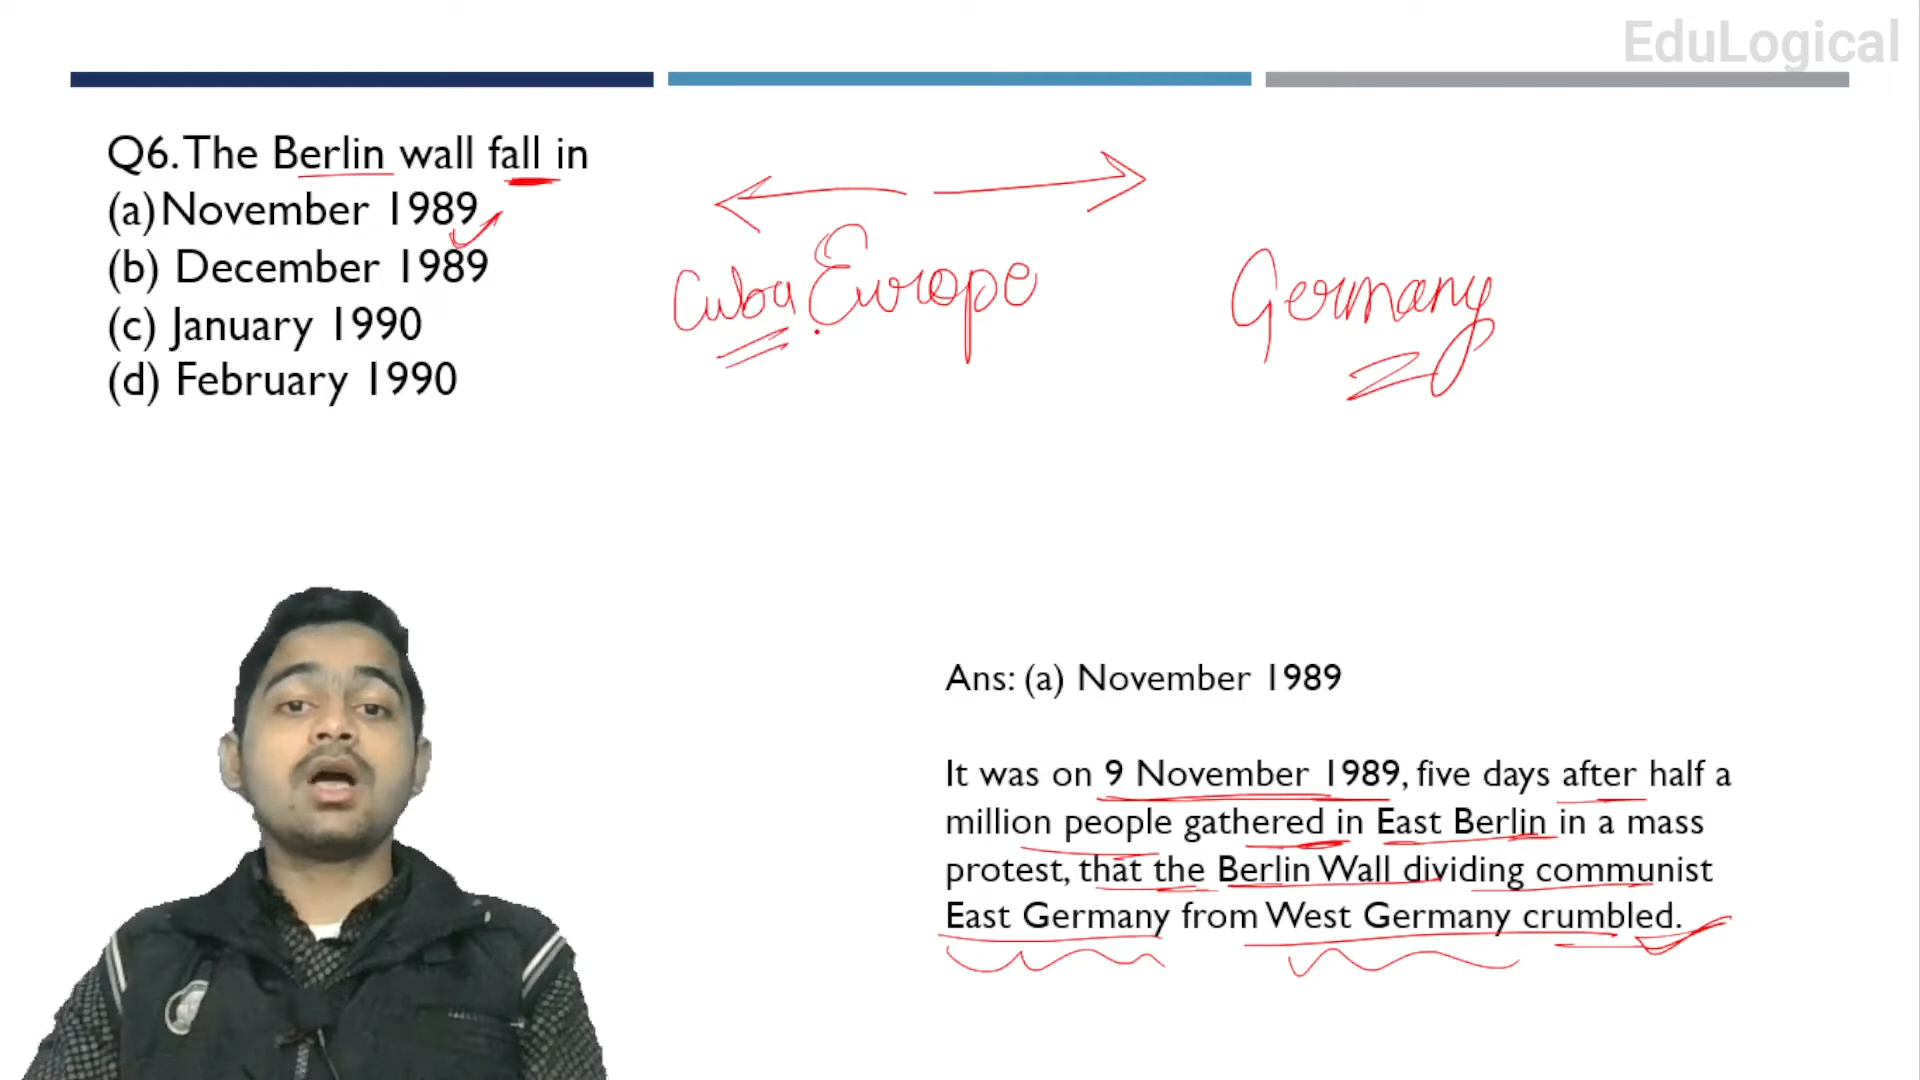 EduLogical
Q6. The Berlin wall fall in
(a) November 1989
(b) December 1989
(c) January 1990
(d) February 1990
Cuba Europe Germany
Ans: (a) November 1989
It was on 9 November 1989, five days after half a
million people gathered in East Berlin in a mass
protest, that the Berlin Wall dividing communist
East Germany from West Germany crumbled.